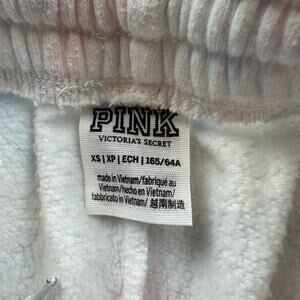 PINK
VICTORIA'S SECRET
XS | XP | ECH | 165/64A
made in Vietnam/fabriqué au
Vietnam/hecho en Vietnam/
fabbricato in Vietnam/ 越南制造